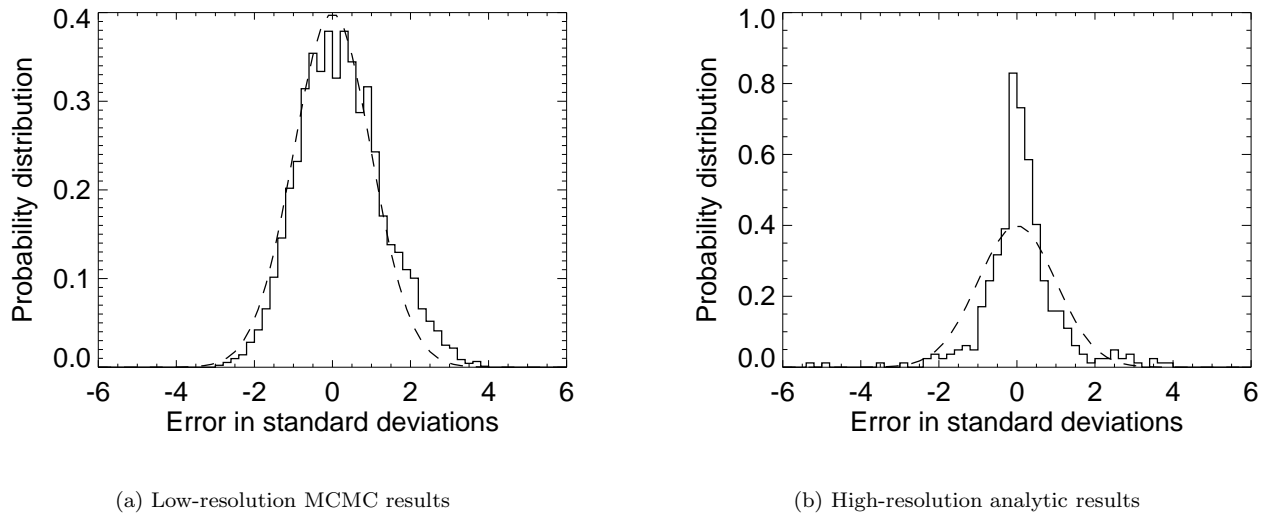 0.4
0.3
0.2
0.1
0.0
Probability distribution
-6 -4 -2 0 2 4 6
Error in standard deviations
(a) Low-resolution MCMC results
1.0
0.8
0.6
0.4
0.2
0.0
Probability distribution
-6 -4 -2 0 2 4 6
Error in standard deviations
(b) High-resolution analytic results